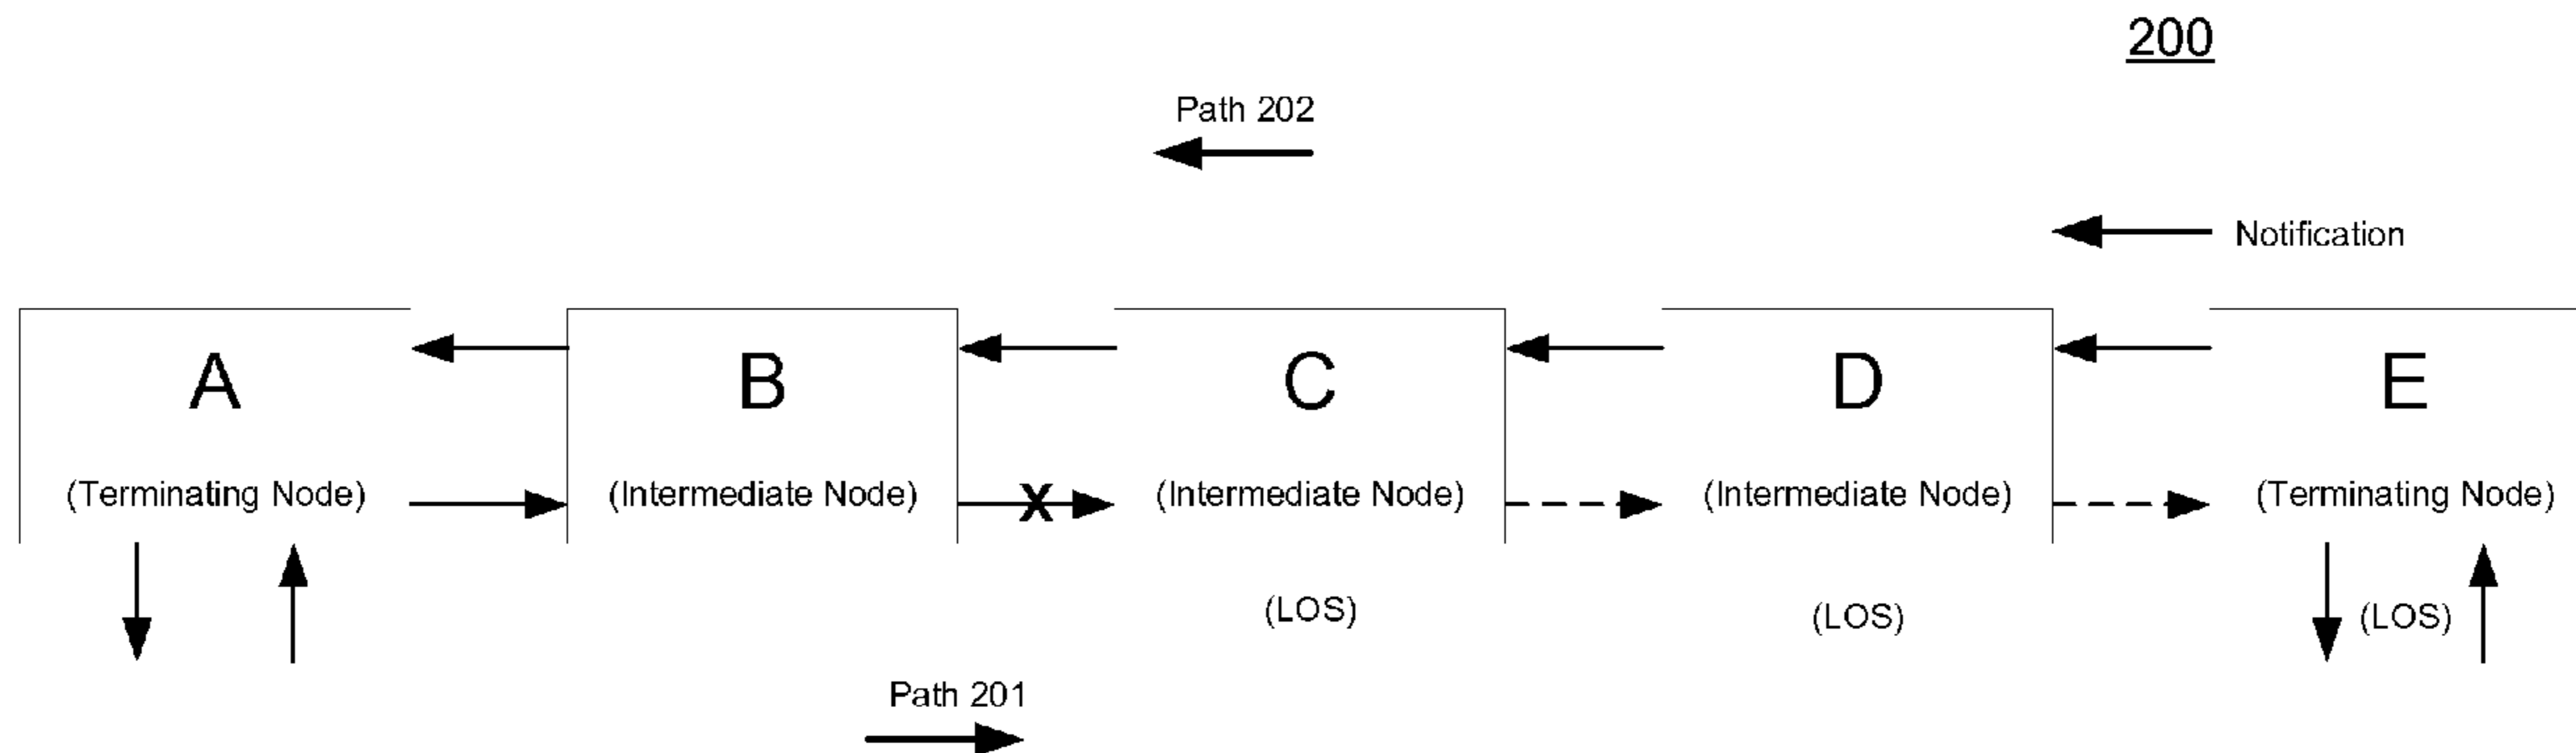 200
Path 202
Notification
A
B
C
D
E
(Terminating Node)
X
(Intermediate Node)
(Intermediate Node)
(Intermediate Node)
(Terminating Node)
(LOS)
(LOS)
(LOS)
Path 201